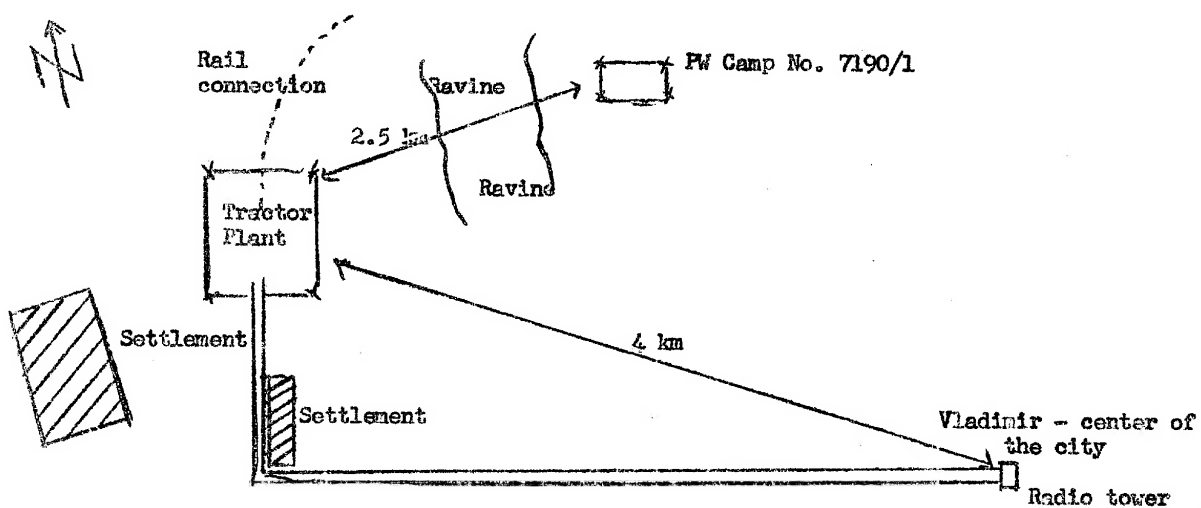 N
Rail
connection
Ravine
PW Camp No. 7190/1
2.5 km
Ravine
Tractor
Plant
Settlement
4 km
Settlement
Vladimir - center of
the city
Radio tower